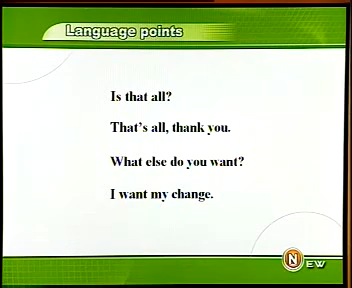 Language points
Is that all?
That's all, thank you.
What else do you want?
I want my change.
NEW